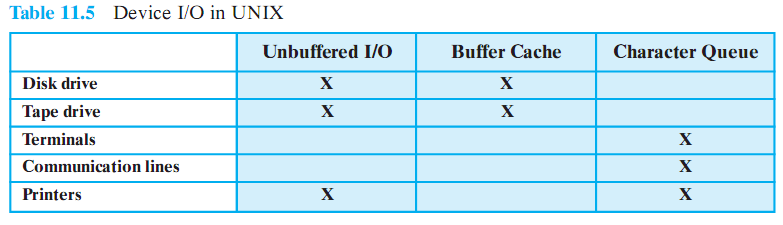 Table 11.5 Device I/O in UNIX
Unbuffered I/O Buffer Cache Character Queue
Disk drive X X
Tape drive X X
Terminals X
Communication lines X
Printers X X